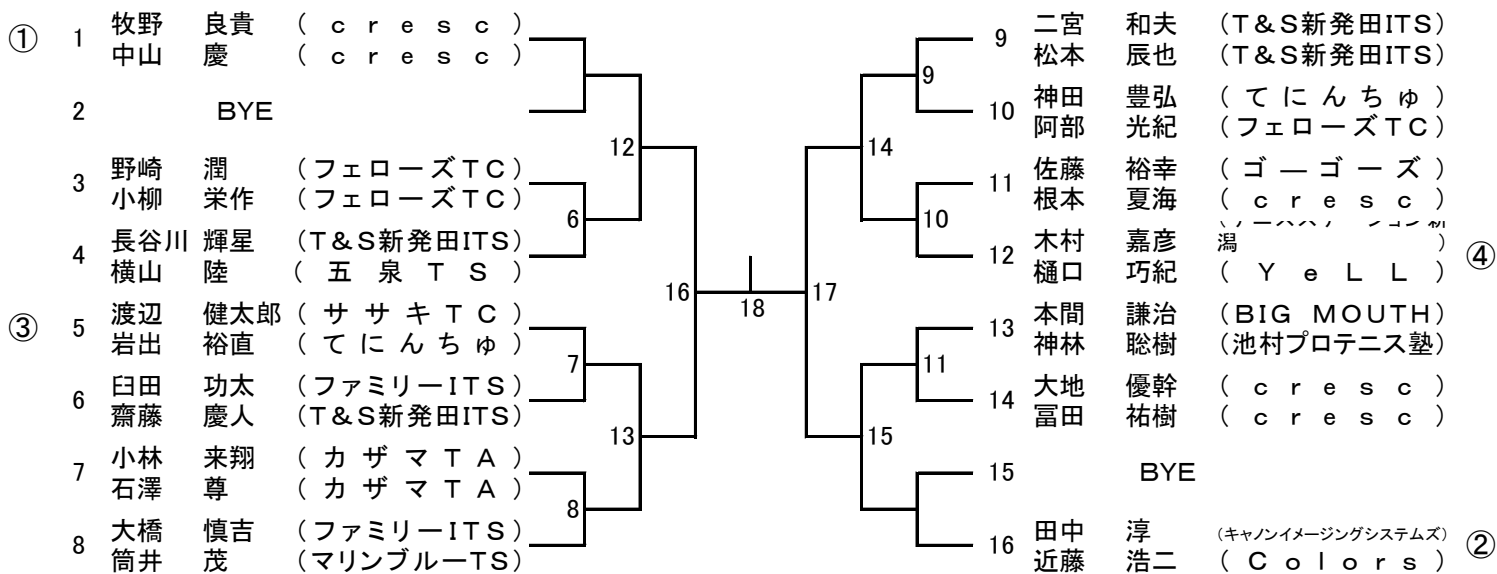 ① 1 牧野 良貴 (cresc)
中山 慶 (cresc)
2 BYE
3 野崎 潤 (フェローズTC)
小柳 栄作 (フェローズTC)
4 長谷川 輝星 (T&S新発田ITS)
横山 陸 (五泉TS)
③ 5 渡辺 健太郎 (ササキTC)
岩出 裕直 (てにんちゅ)
6 臼田 功太 (ファミリーITS)
齋藤 慶人 (T&S新発田ITS)
7 小林 来翔 (カザマTA)
石澤 尊 (カザマTA)
8 大橋 慎吉 (ファミリーITS)
筒井 茂 (マリンブルーTS)
12
6
16
7
13
8
18
9
14
10
17
11
15
9 二宮 和夫 (T&S新発田ITS)
松本 辰也 (T&S新発田ITS)
10 神田 豊弘 (てにんちゅ)
阿部 光紀 (フェローズTC)
11 佐藤 裕幸 (ゴーゴーズ)
根本 夏海 (cresc)
12 木村 嘉彦 潟)
樋口 巧紀 (YeLL) ④
13 本間 謙治 (BIG MOUTH)
神林 聡樹 (池村プロテニス塾)
14 大地 優幹 (cresc)
冨田 祐樹 (cresc)
15 BYE
16 田中 淳 (キャノンイメージングシステムズ)
近藤 浩二 (Colors) ②